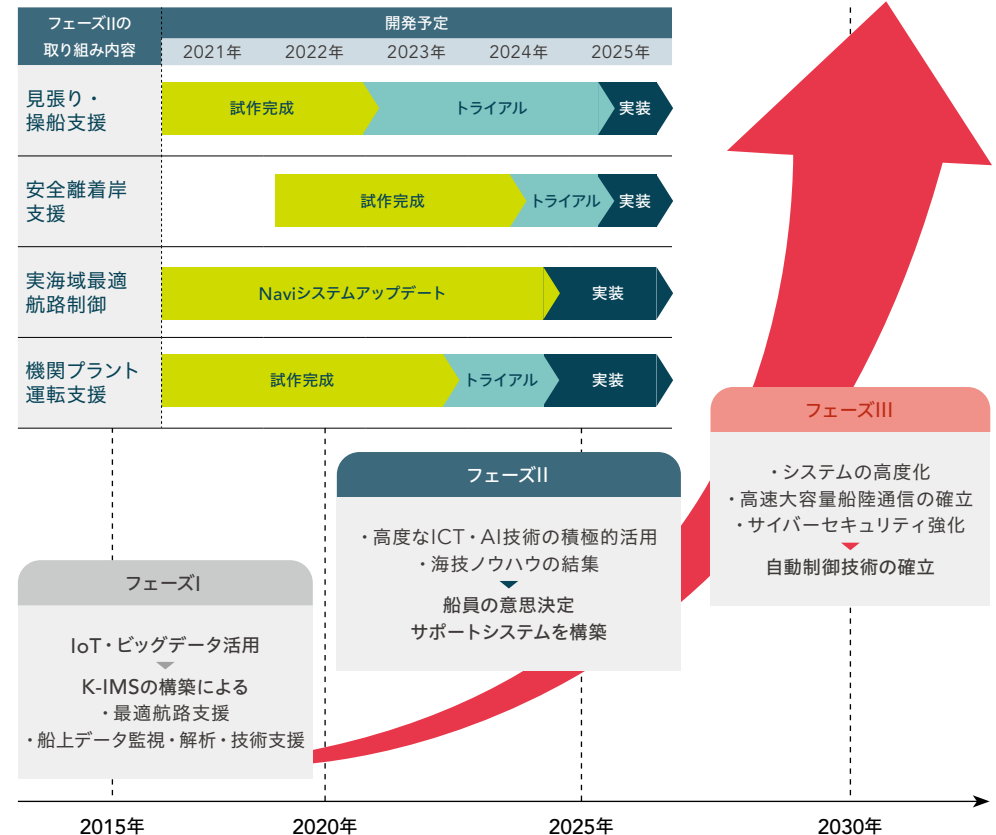 フェーズIIの
取り組み内容
開発予定
2021年 2022年 2023年 2024年 2025年
見張り・
操船支援
試作完成 トライアル 実装
安全離着岸
支援
試作完成 トライアル 実装
実海域最適
航路制御
Naviシステムアップデート 実装
機関プラント
運転支援
試作完成 トライアル 実装
フェーズI
IoT・ビッグデータ活用
K-IMSの構築による
・最適航路支援
・船上データ監視・解析・技術支援
フェーズII
・高度なICT・AI技術の積極的活用
・海技ノウハウの結集
船員の意思決定
サポートシステムを構築
フェーズIII
・システムの高度化
・高速大容量船陸通信の確立
・サイバーセキュリティ強化
自動制御技術の確立
2015年 2020年 2025年 2030年